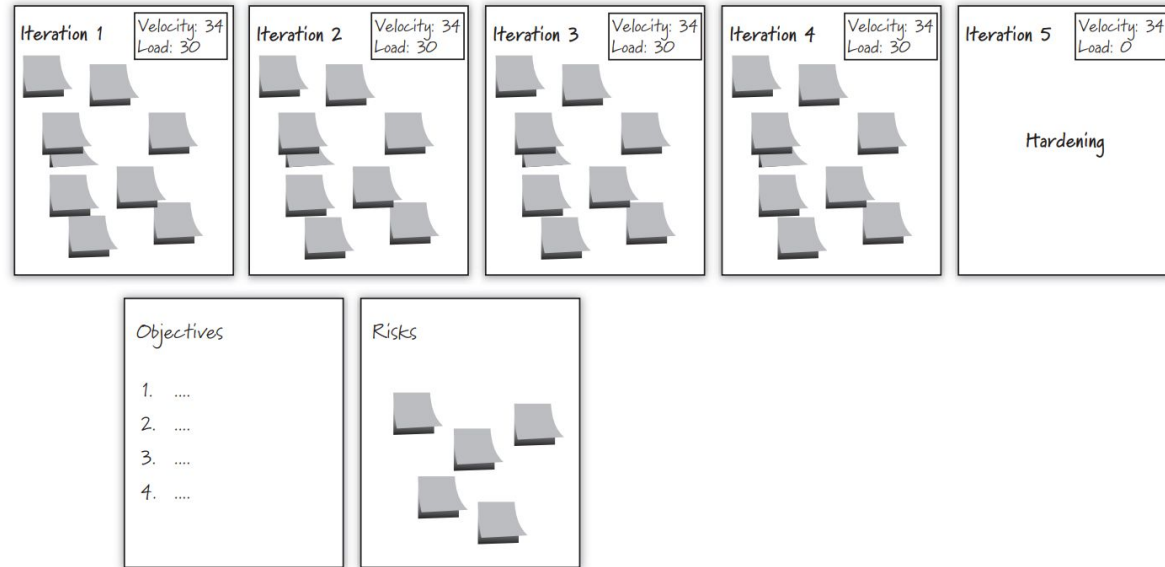 Iteration 1
Velocity: 34
Load: 30
Iteration 2
Velocity: 34
Load: 30
Iteration 3
Velocity: 34
Load: 30
Iteration 4
Velocity: 34
Load: 30
Iteration 5
Velocity: 34
Load: 0
Hardening
Objectives
1. ....
2. ....
3. ....
4. ....
Risks